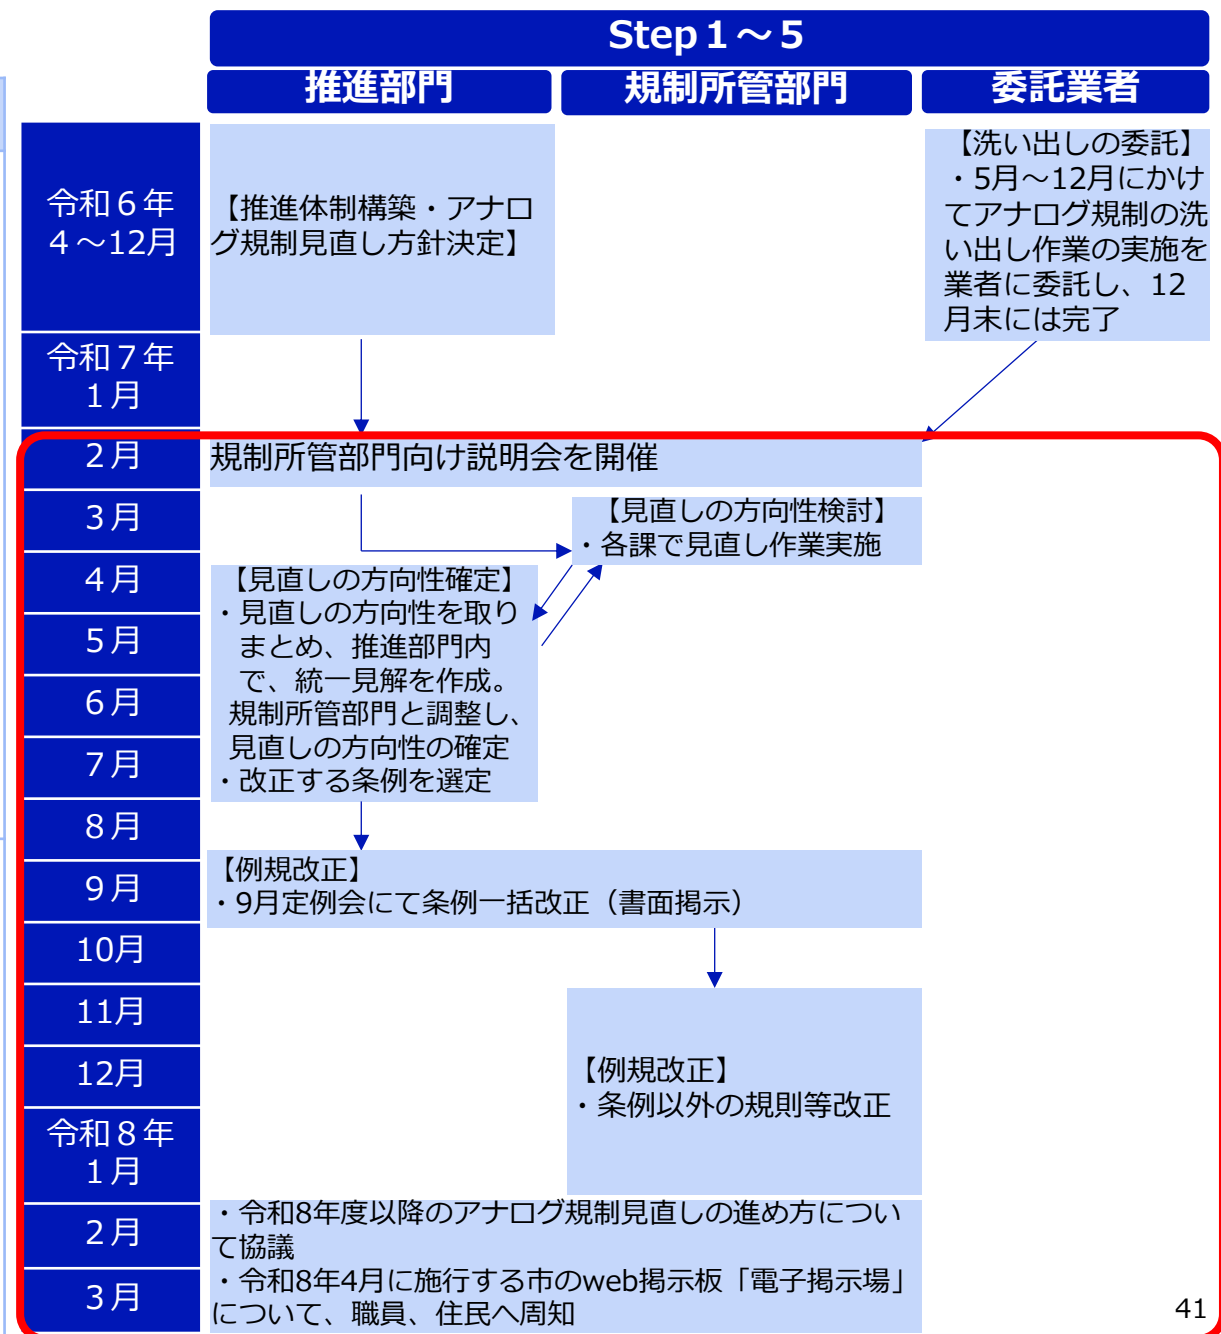 Step１～５
推進部門
規制所管部門
委託業者
令和６年
４～12月
【推進体制構築・アナロ
グ規制見直し方針決定】
【洗い出しの委託】
・5月～12月にかけ
てアナログ規制の洗
い出し作業の実施を
業者に委託し、12
月末には完了
令和７年
１月
２月
規制所管部門向け説明会を開催
３月
【見直しの方向性検討】
・各課で見直し作業実施
４月
５月
６月
７月
【見直しの方向性確定】
・見直しの方向性を取り
まとめ、推進部門内
で、統一見解を作成。
規制所管部門と調整し、
見直しの方向性の確定
・改正する条例を選定
８月
９月
【例規改正】
・9月定例会にて条例一括改正（書面掲示）
10月
11月
12月
令和８年
１月
【例規改正】
・条例以外の規則等改正
２月
３月
・令和8年度以降のアナログ規制見直しの進め方につい
て協議
・令和8年4月に施行する市のweb掲示板「電子掲示場」
について、職員、住民へ周知
41